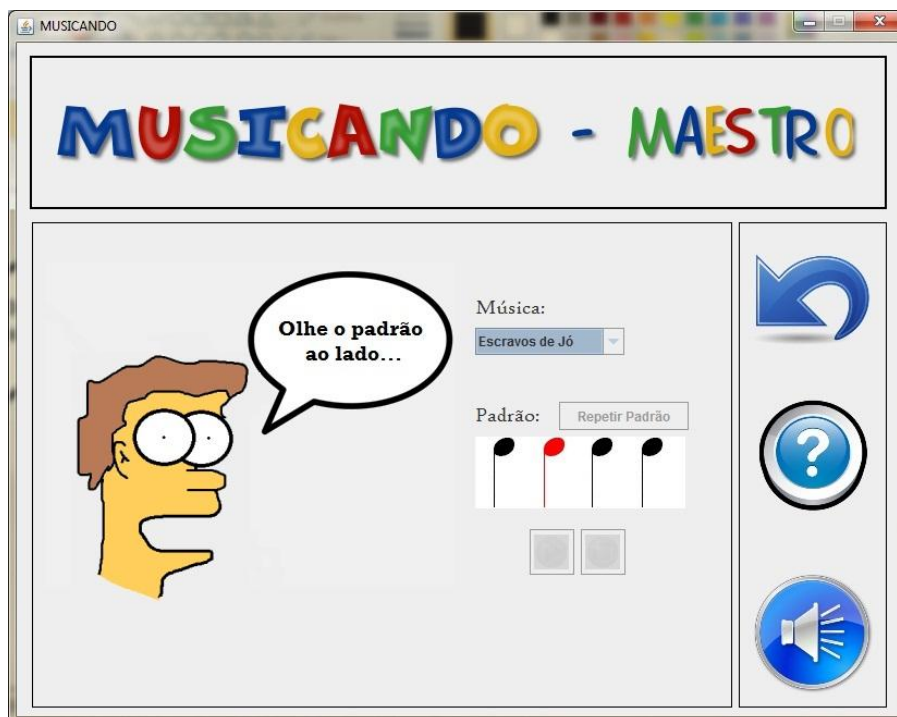 MUSICANDO
MUSICANDO - MAESTRO
Olhe o padrão
ao lado...
Música:
Escravos de Jó
Padrão: Repetir Padrão
?